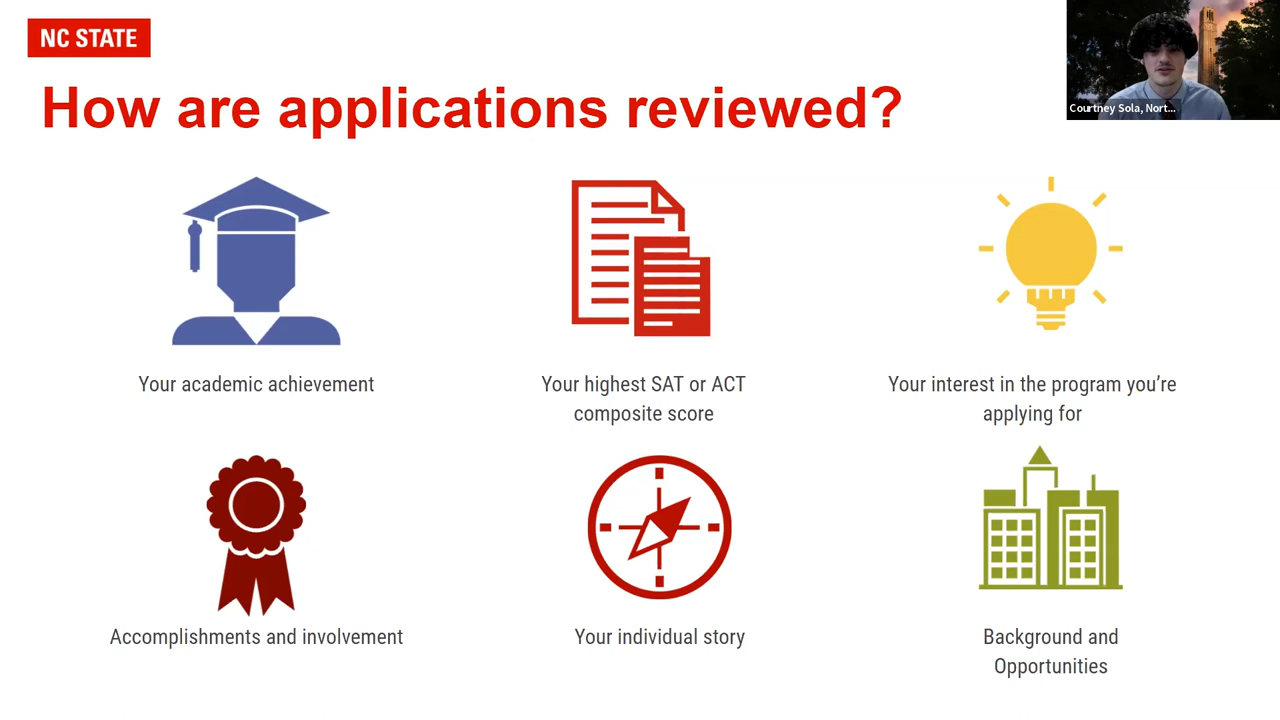 NC STATE
Courtney Sola, Nort...
How are applications reviewed?
Your academic achievement
Your highest SAT or ACT
composite score
Your interest in the program you’re
applying for
Accomplishments and involvement
Your individual story
Background and
Opportunities